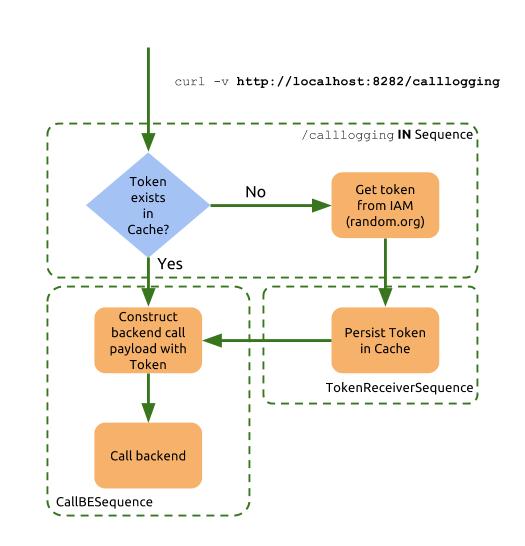 curl -v http://localhost:8282/calllogging
/calllogging IN Sequence
Token
exists
in
Cache?
No
Get token
from IAM
(random.org)
Yes
Construct
backend call
payload with
Token
Persist Token
in Cache
TokenReceiverSequence
Call backend
CallBESequence